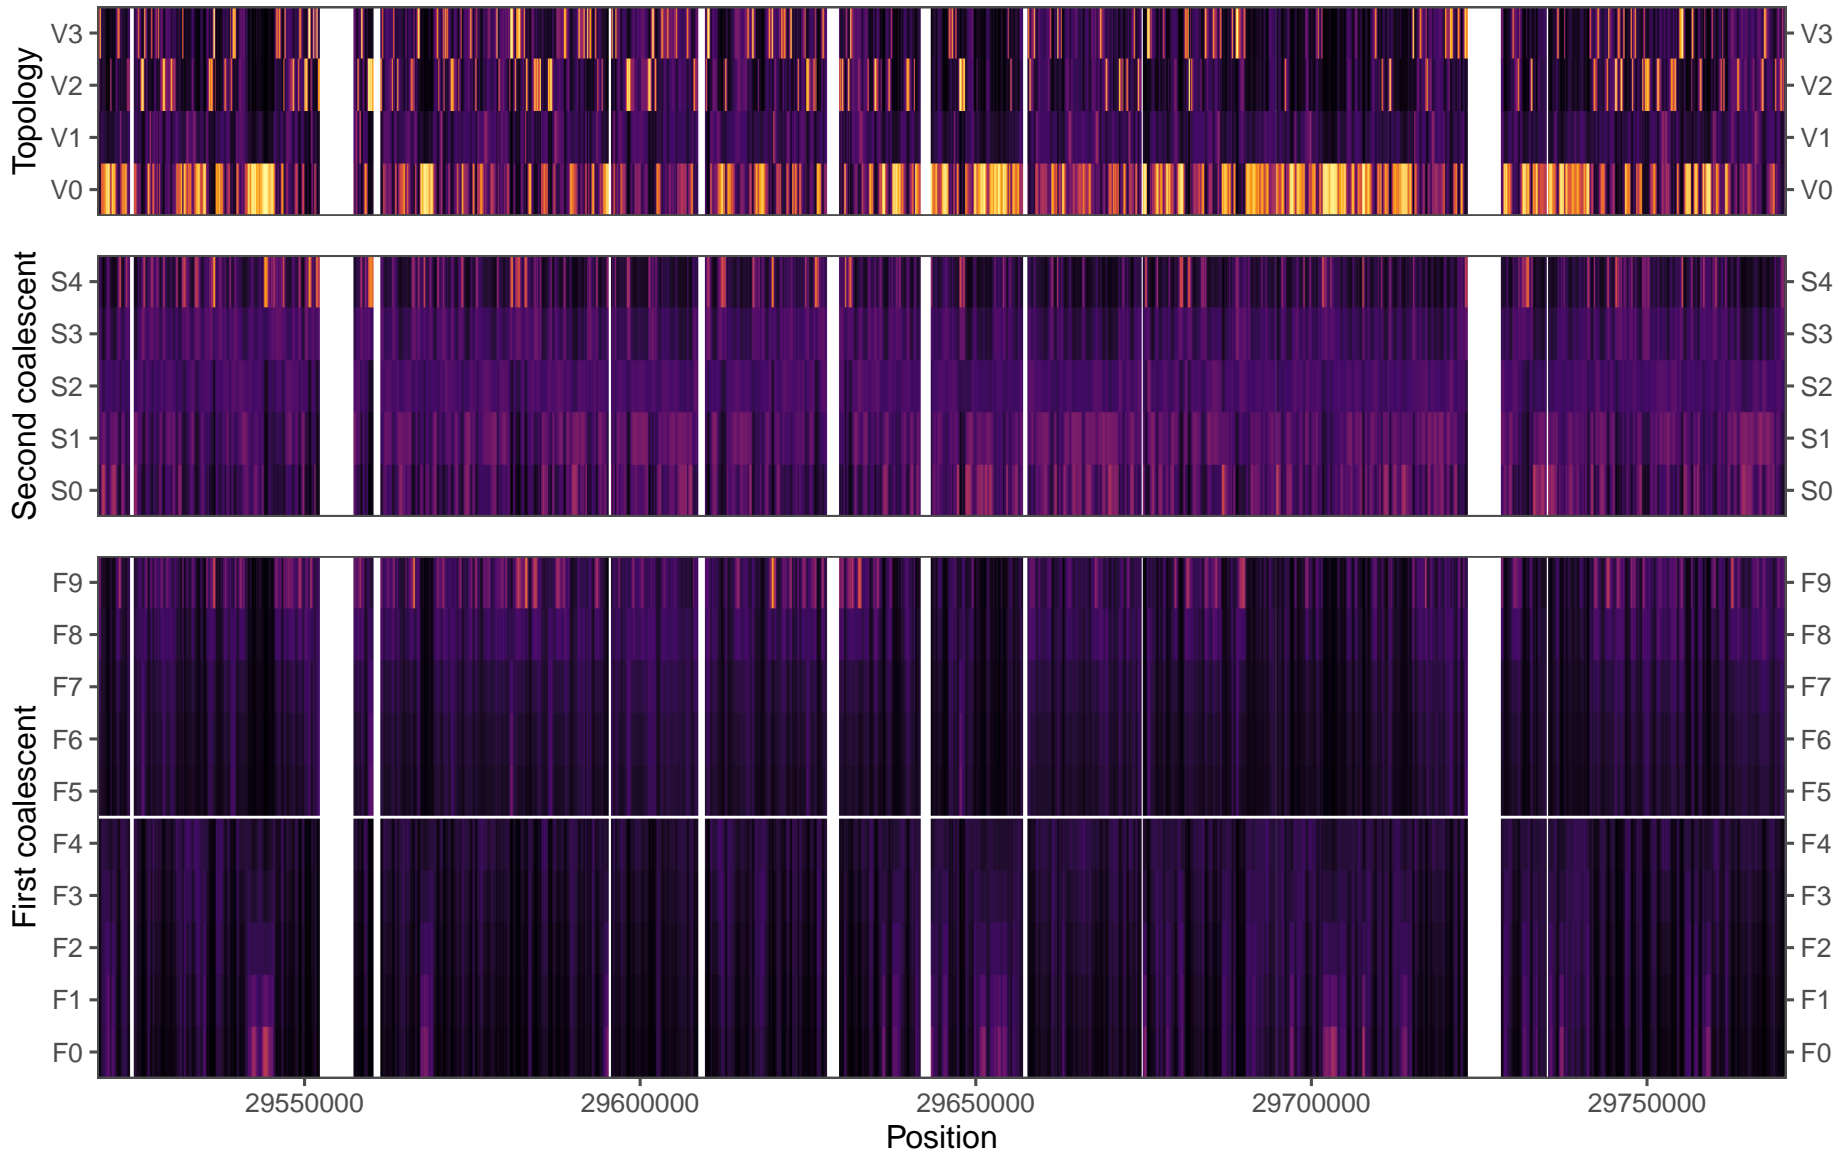 Topology
V3
V2
V1
V0
V3
V2
V1
V0
Second coalescent
S4
S3
S2
S1
S0
S4
S3
S2
S1
S0
First coalescent
F9
F8
F7
F6
F5
F4
F3
F2
F1
F0
F9
F8
F7
F6
F5
F4
F3
F2
F1
F0
29550000
29600000
29650000
29700000
29750000
Position